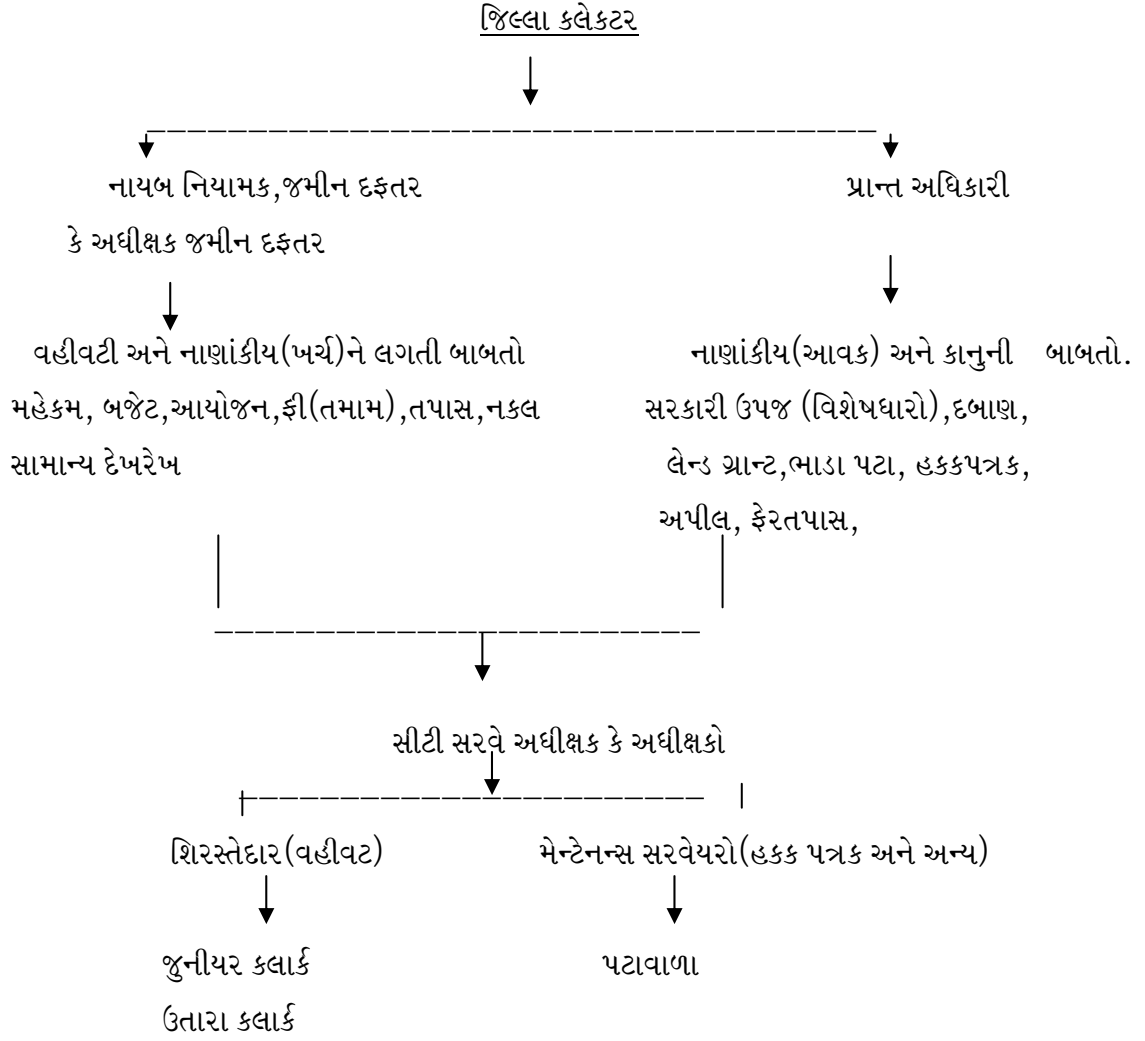 જિલ્લા કલેકટર
નાયબ નિયામક,જમીન દફતર
કે અધીક્ષક જમીન દફતર
પ્રાન્ત અધિકારી
વહીવટી અને નાણાંકીય(ખર્ચ)ને લગતી બાબતો
મહેકમ, બજેટ,આયોજન,ફી(તમામ),તપાસ,નકલ
સામાન્ય દેખરેખ
નાણાંકીય(આવક) અને કાનુની બાબતો.
સરકારી ઉપજ (વિશેષધારો),દબાણ,
લેન્ડ ગ્રાન્ટ,ભાડા પટા, હકકપત્રક,
અપીલ, ફેરતપાસ,
સીટી સરવે અધીક્ષક કે અધીક્ષકો
શિરસ્તેદાર(વહીવટ)
મેન્ટેનન્સ સરવેયરો(હકક પત્રક અને અન્ય)
જુનીયર કલાર્ક
ઉતારા કલાર્ક
પટાવાળા